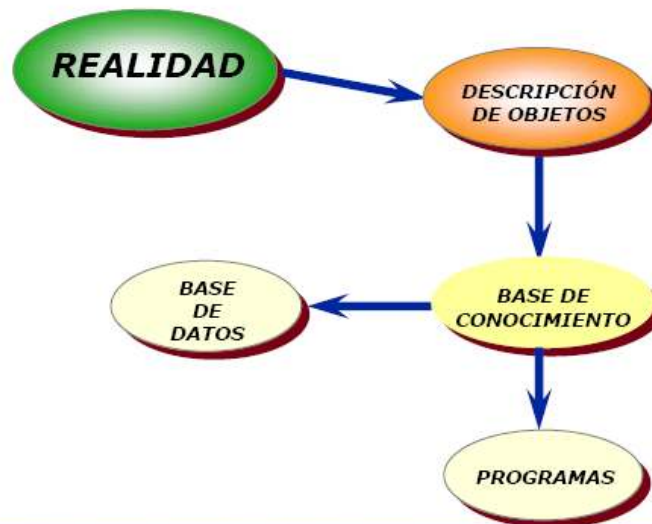 REALIDAD
DESCRIPCIÓN
DE OBJETOS
BASE
DE
DATOS
BASE DE
CONOCIMIENTO
PROGRAMAS